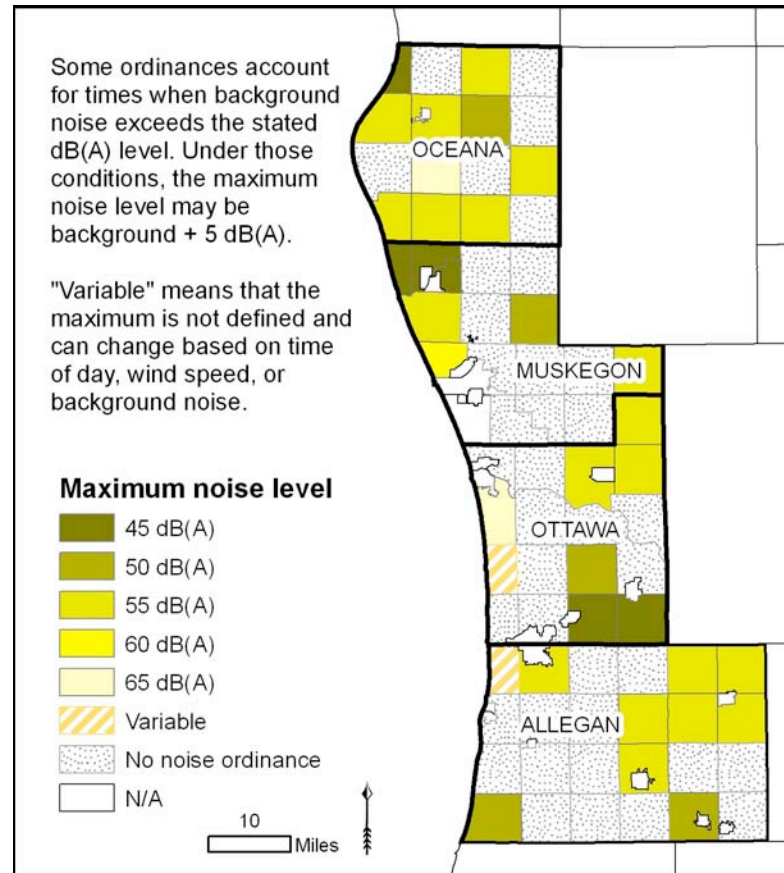 Some ordinances account
for times when background
noise exceeds the stated
dB(A) level. Under those
conditions, the maximum
noise level may be
background + 5 dB(A).
"Variable" means that the
maximum is not defined and
can change based on time
of day, wind speed, or
background noise.
Maximum noise level
45 dB(A)
50 dB(A)
55 dB(A)
60 dB(A)
65 dB(A)
Variable
No noise ordinance
N/A
10
Miles
OCEANA
MUSKEGON
OTTAWA
ALLEGAN